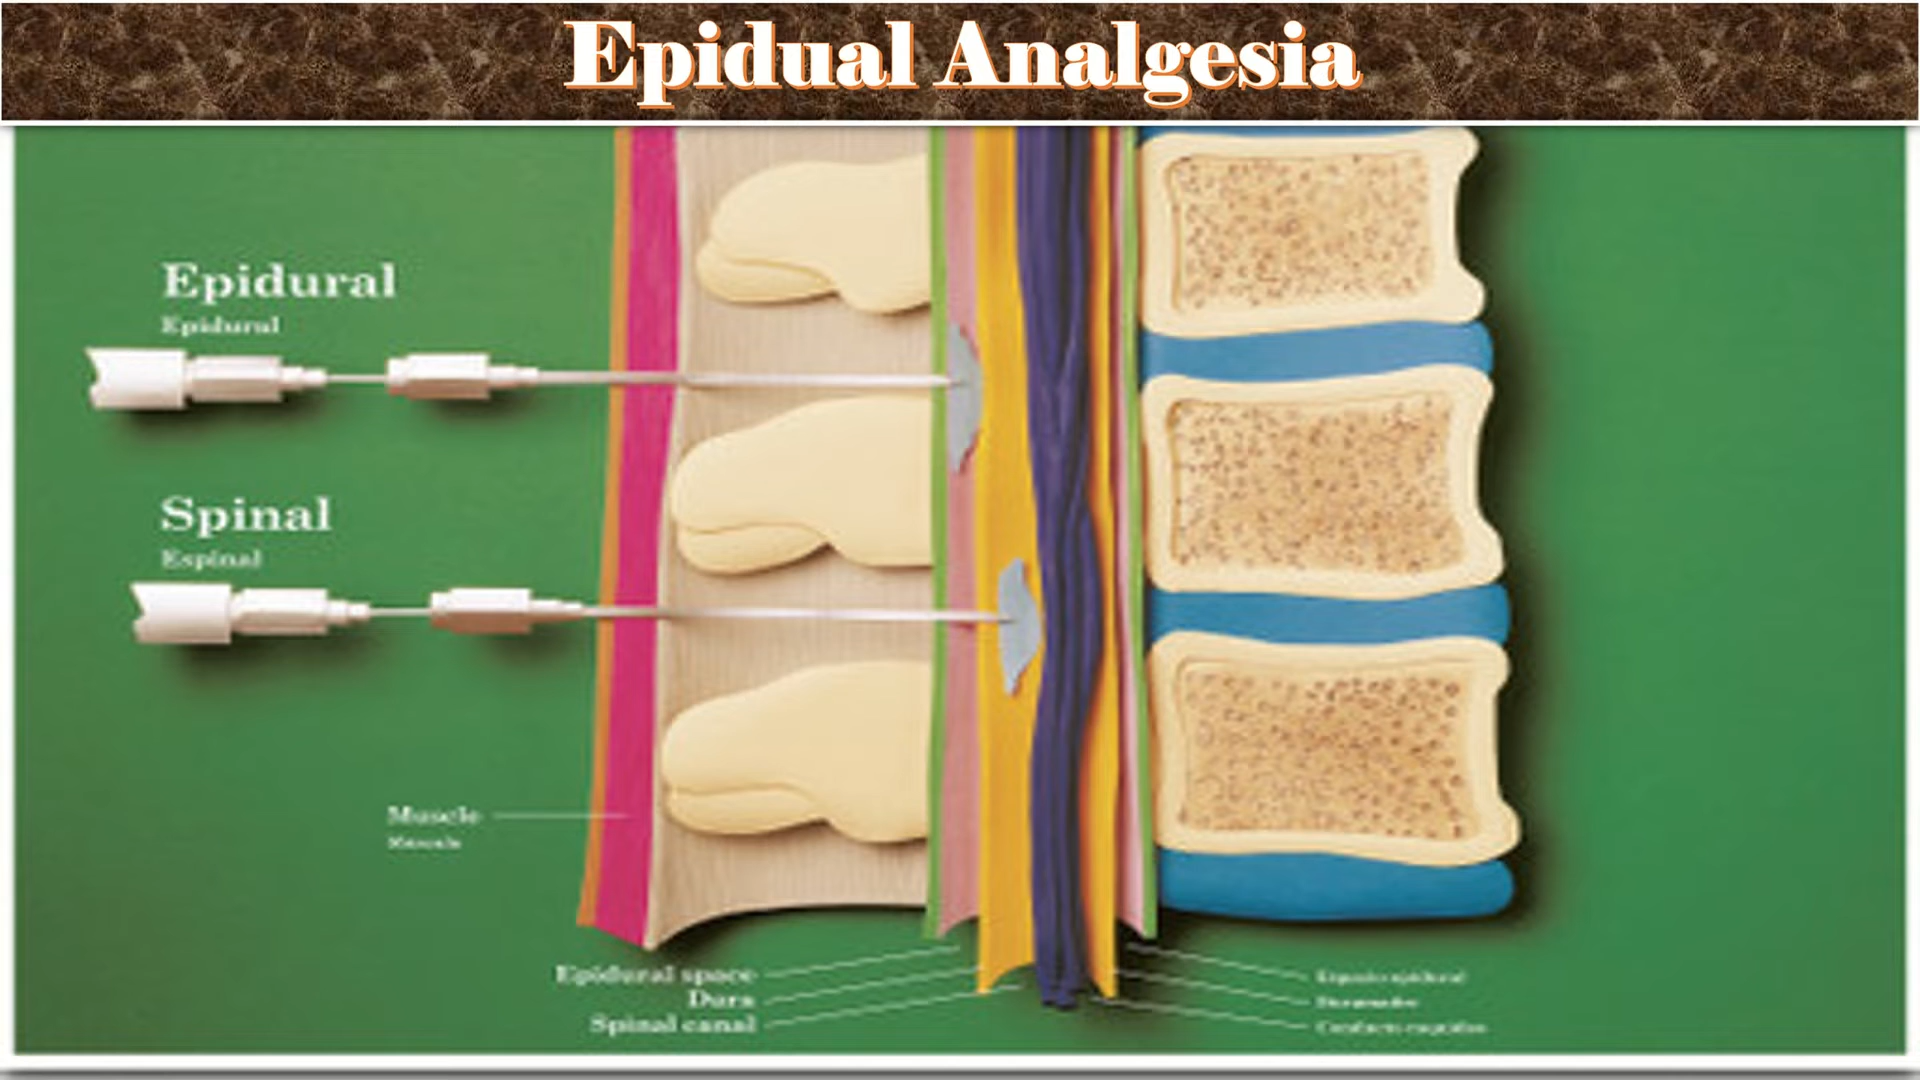 Epidual Analgesia
Epidural
Epidural
Spinal
Espinal
Muscle
Epidural space
Dura
Spinal canal